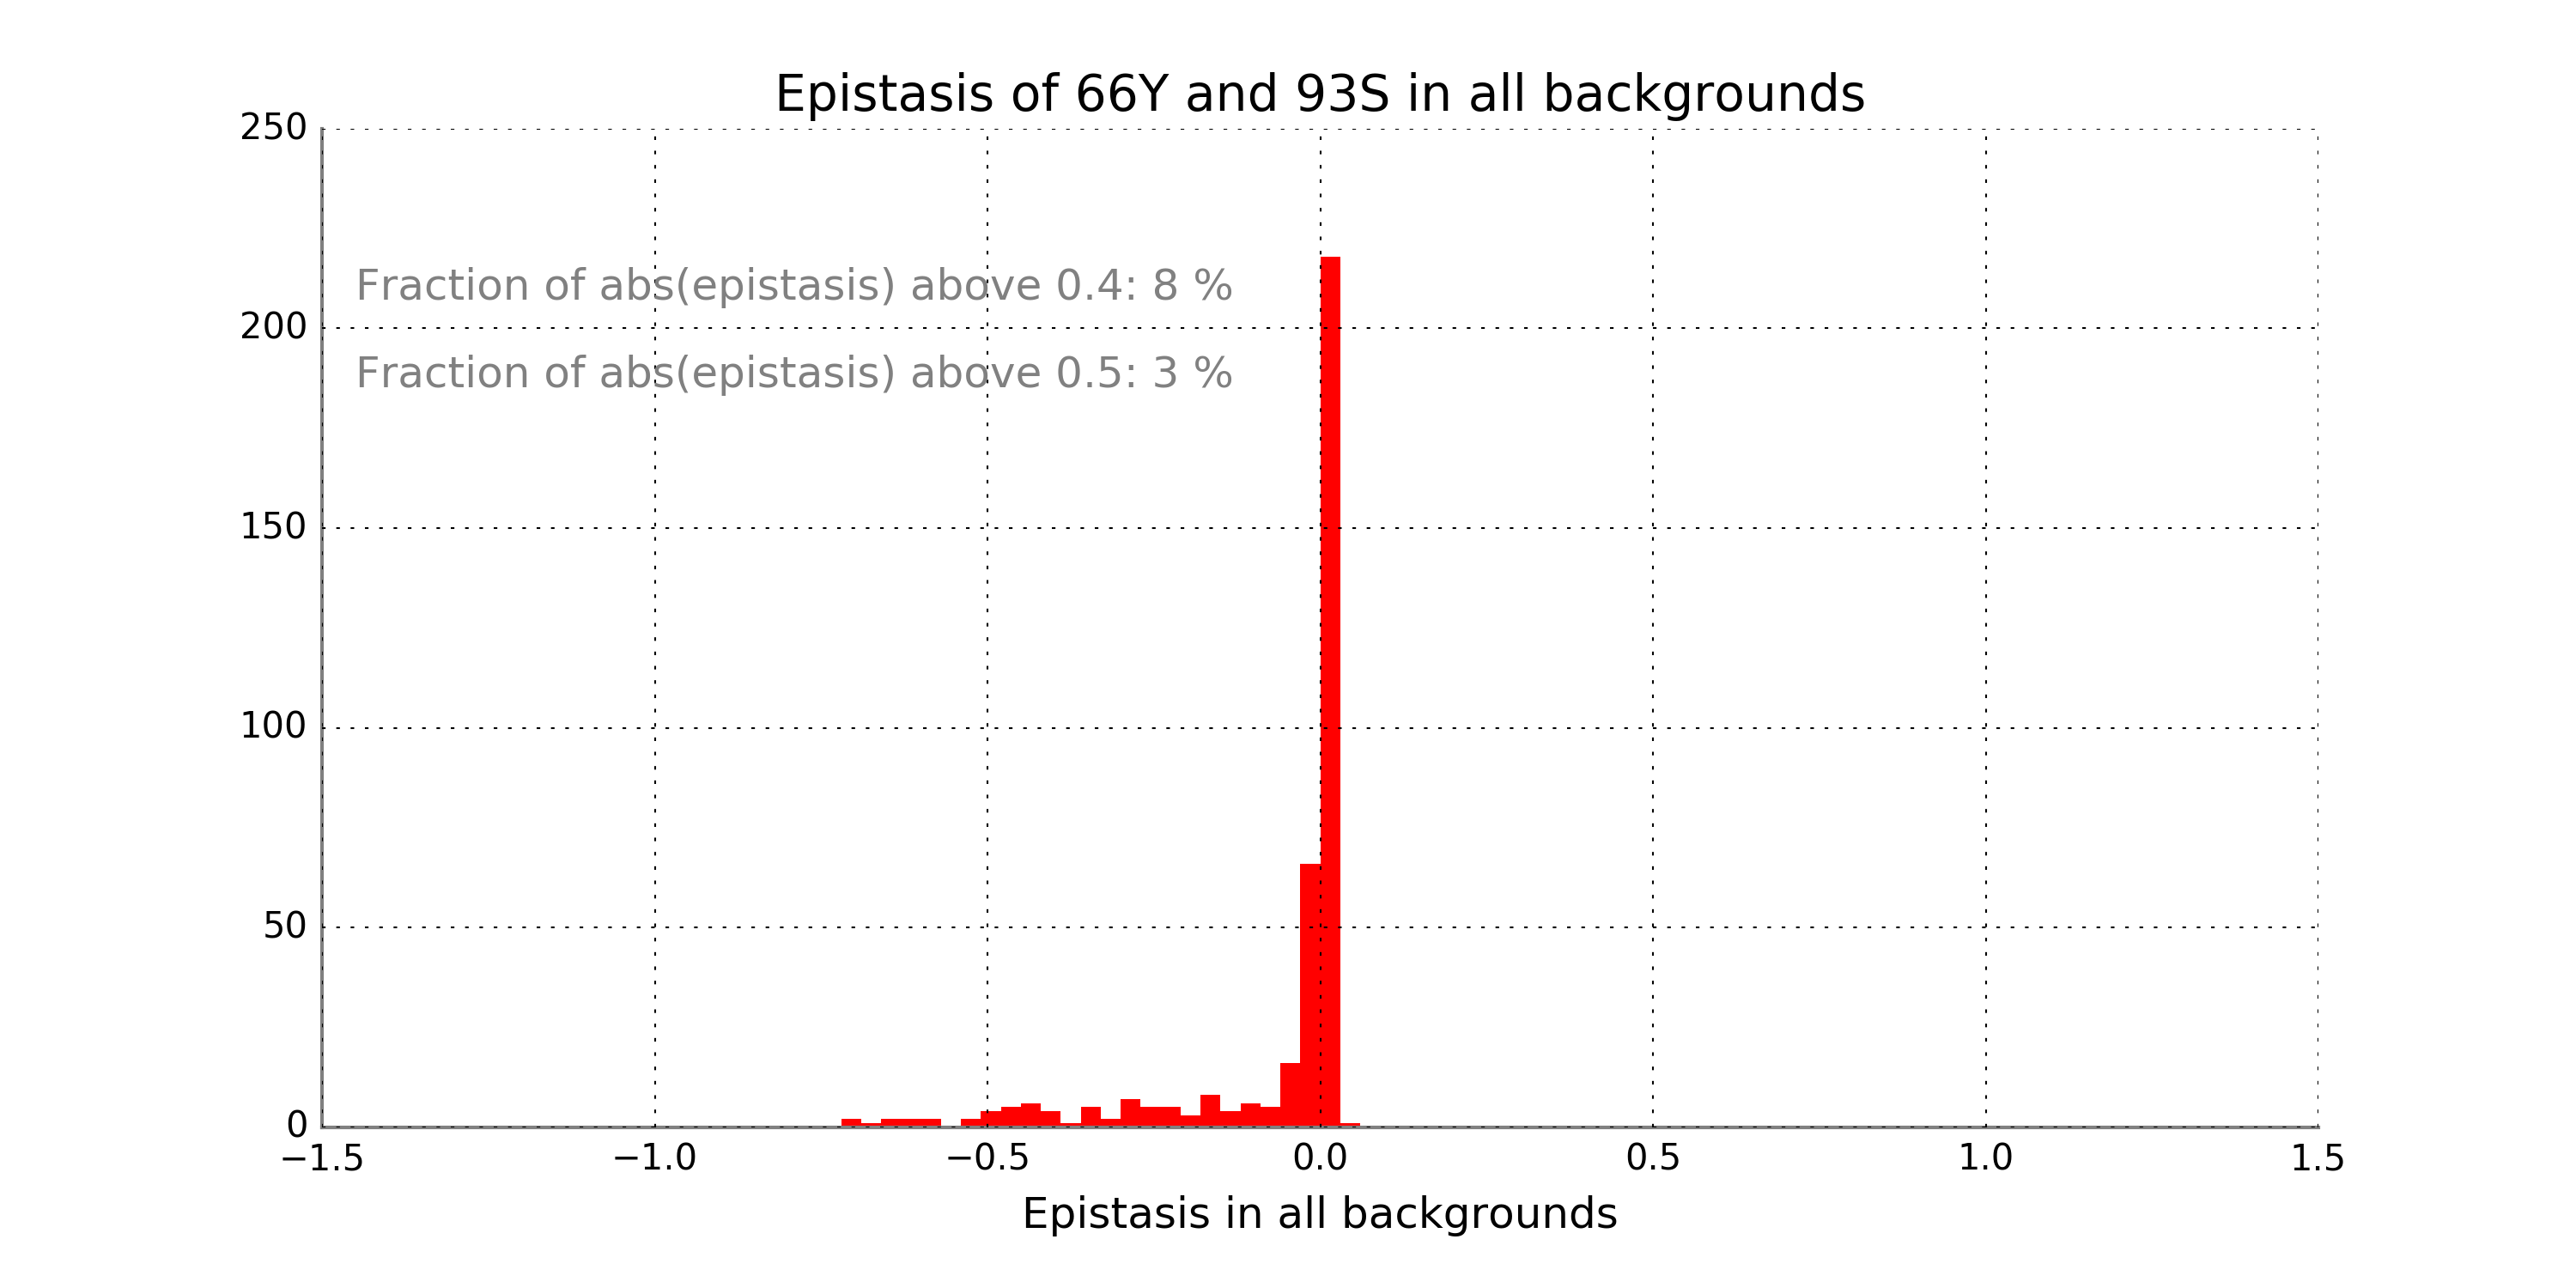 Epistasis of 66Y and 93S in all backgrounds
250
Fraction of abs(epistasis) above 0.4: 8 %
200
Fraction of abs(epistasis) above 0.5: 3 %
150
100
50
0
−1.5 −1.0 −0.5 0.0 0.5 1.0 1.5
Epistasis in all backgrounds